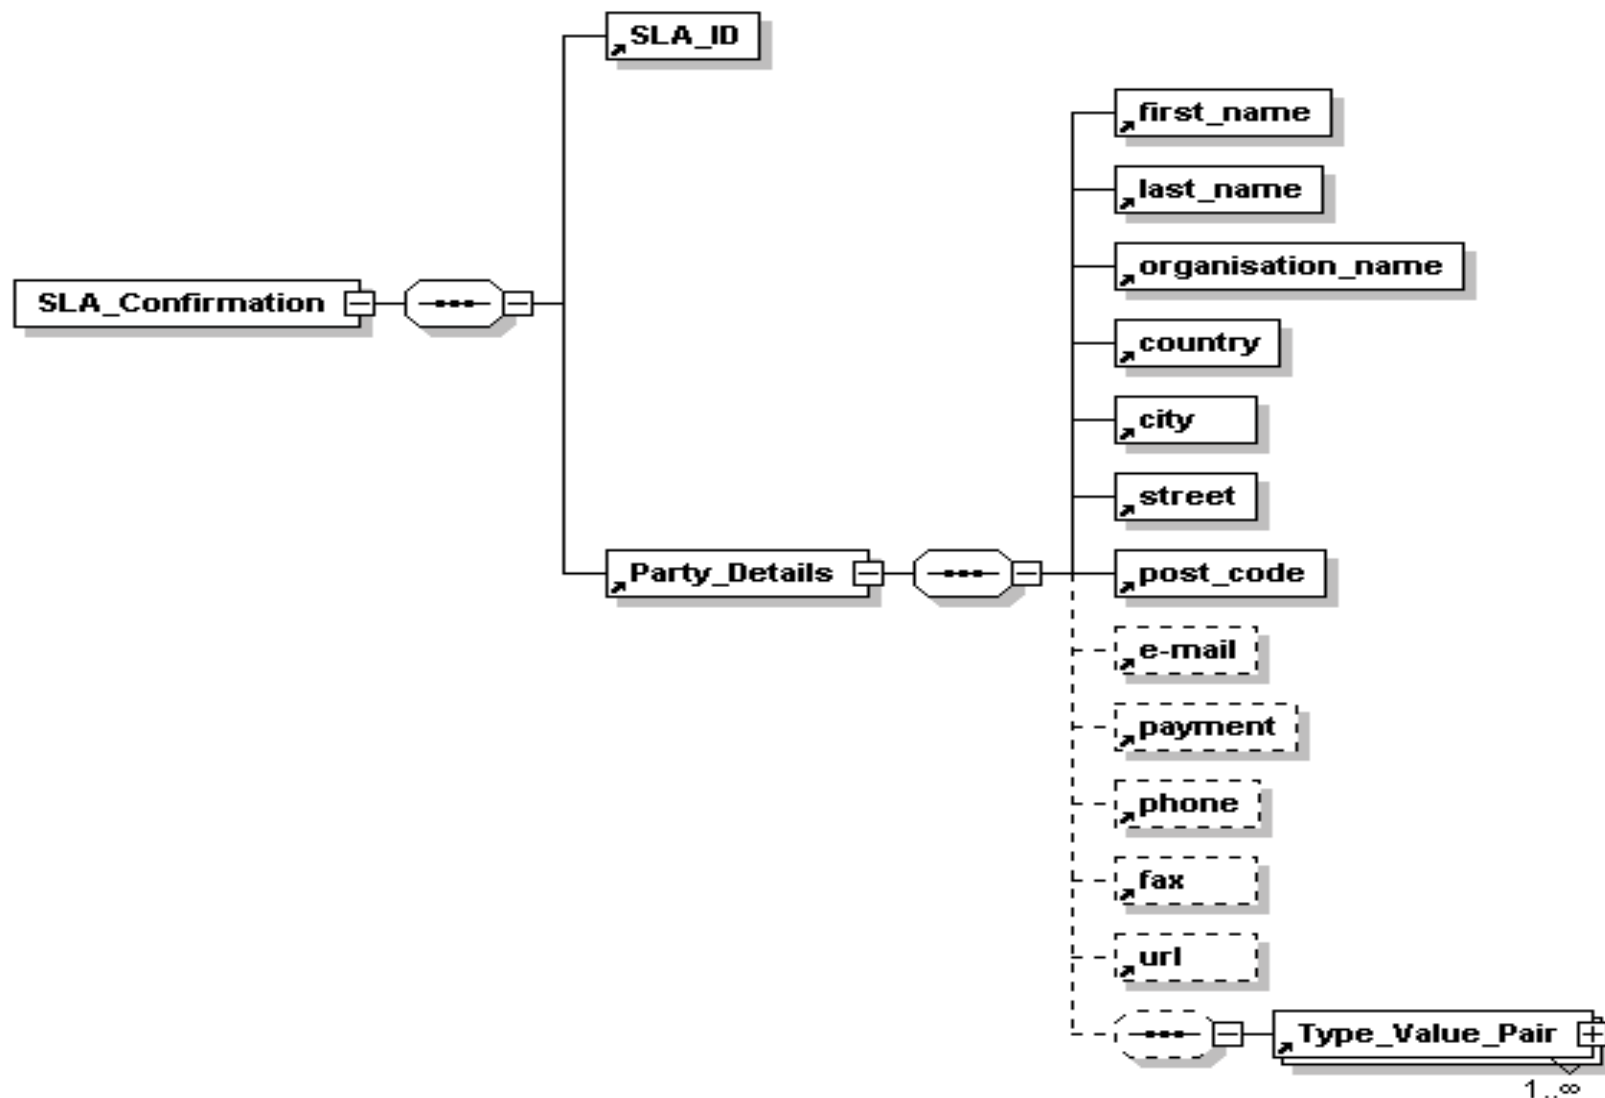 SLA_ID
first_name
last_name
organisation_name
SLA_Confirmation
country
city
street
Party_Details
post_code
e-mail
payment
phone
fax
url
Type_Value_Pair
1..∞